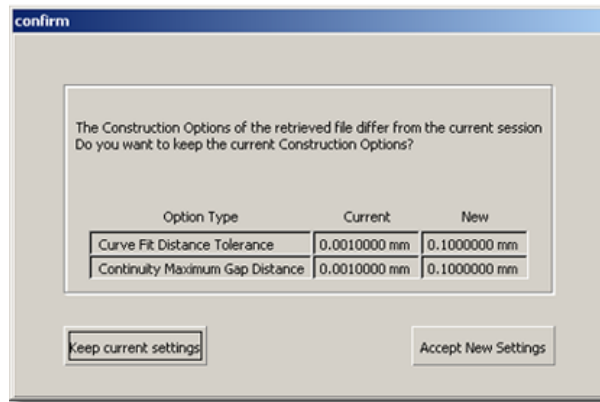 confirm
The Construction Options of the retrieved file differ from the current session
Do you want to keep the current Construction Options?
Option Type Current New
Curve Fit Distance Tolerance 0.0010000 mm 0.1000000 mm
Continuity Maximum Gap Distance 0.0010000 mm 0.1000000 mm
Keep current settings Accept New Settings